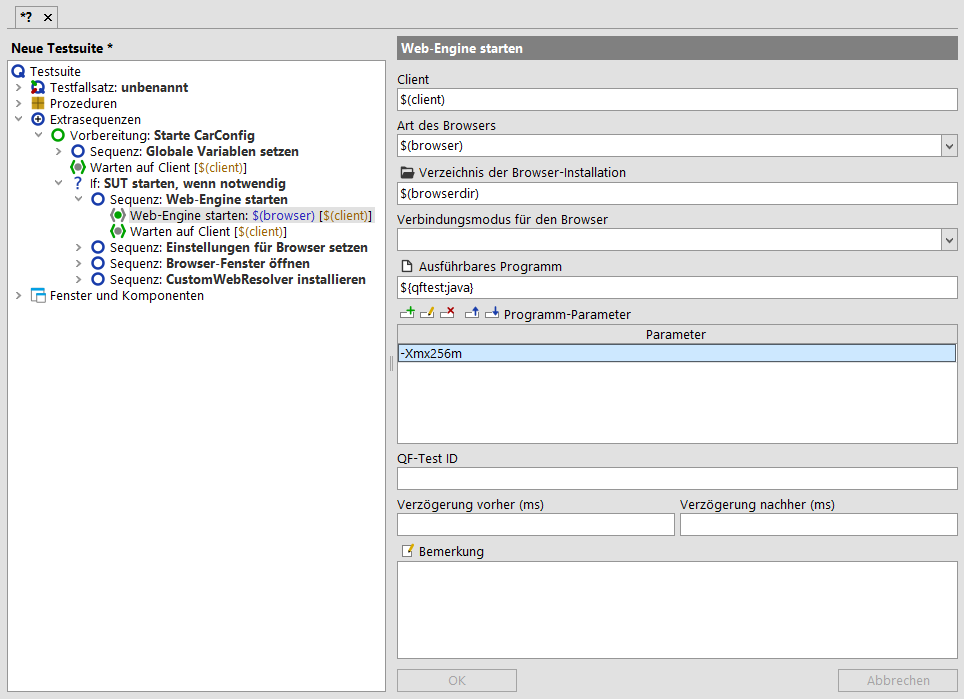 *?
Neue Testsuite *
Testsuite
Testfallsatz: unbenannt
Prozeduren
Extrasequenzen
Vorbereitung: Starte CarConfig
Sequenz: Globale Variablen setzen
Warten auf Client [$(client)]
If: SUT starten, wenn notwendig
Sequenz: Web-Engine starten
Web-Engine starten: $(browser) [$(client)]
Warten auf Client [$(client)]
Sequenz: Einstellungen für Browser setzen
Sequenz: Browser-Fenster öffnen
Sequenz: CustomWebResolver installieren
Fenster und Komponenten
Web-Engine starten
Client
$(client)
Art des Browsers
$(browser)
Verzeichnis der Browser-Installation
$(browserdir)
Verbindungsmodus für den Browser
Ausführbares Programm
${qftest:java}
Programm-Parameter
Parameter
-Xmx256m
QF-Test ID
Verzögerung vorher (ms) Verzögerung nachher (ms)
Bemerkung
OK Abbrechen